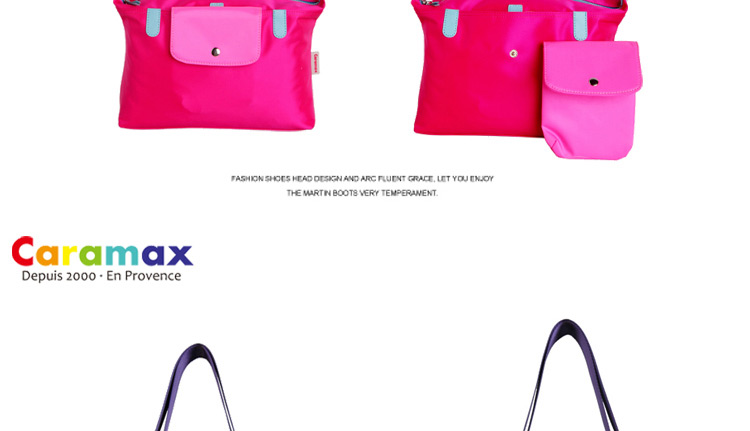 FASHION SHOES HEAD DESIGN AND ARC FLUENT GRACE, LET YOU ENJOY
THE MARTIN BOOTS VERY TEMPERAMENT.
Caramax
Depuis 2000 · En Provence